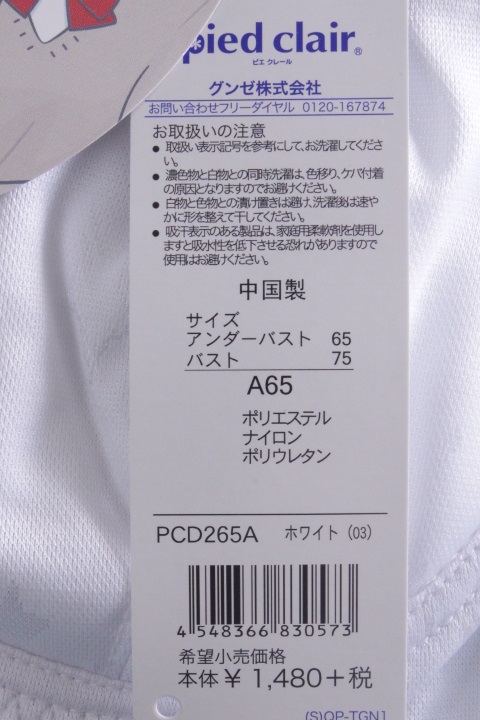 pied clair®
ピエ クレール
グンゼ株式会社
お問い合わせフリーダイヤル 0120-167874
お取扱いの注意
● 取扱い表示記号を参考にして、お洗濯してくださ
い。
● 濃色物と白物との同時洗濯は、色移り、ケバ付着
の原因となりますのでお避けください。
● 白物と色物との漬け置きは避け、洗濯後は速や
かに形を整えて干してください。
● 吸汗表示のある製品は、家庭用柔軟剤を使用し
ますと吸水性を低下させる恐れがありますので
使用はお避けください。
中国製
サイズ
アンダーバスト 65
バスト 75
A65
ポリエステル
ナイロン
ポリウレタン
PCD265A ホワイト (03)
4 548366 830573
希望小売価格
本体 ¥ 1,480+税
(S)OP-TGN1